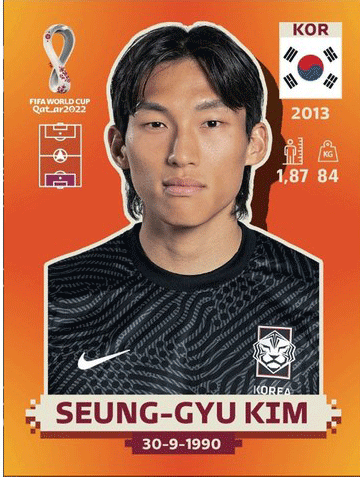 KOR
FIFA WORLD CUP
Qatar2022
2013
KG
1,87 84
KOREA
SEUNG-GYU KIM
30-9-1990